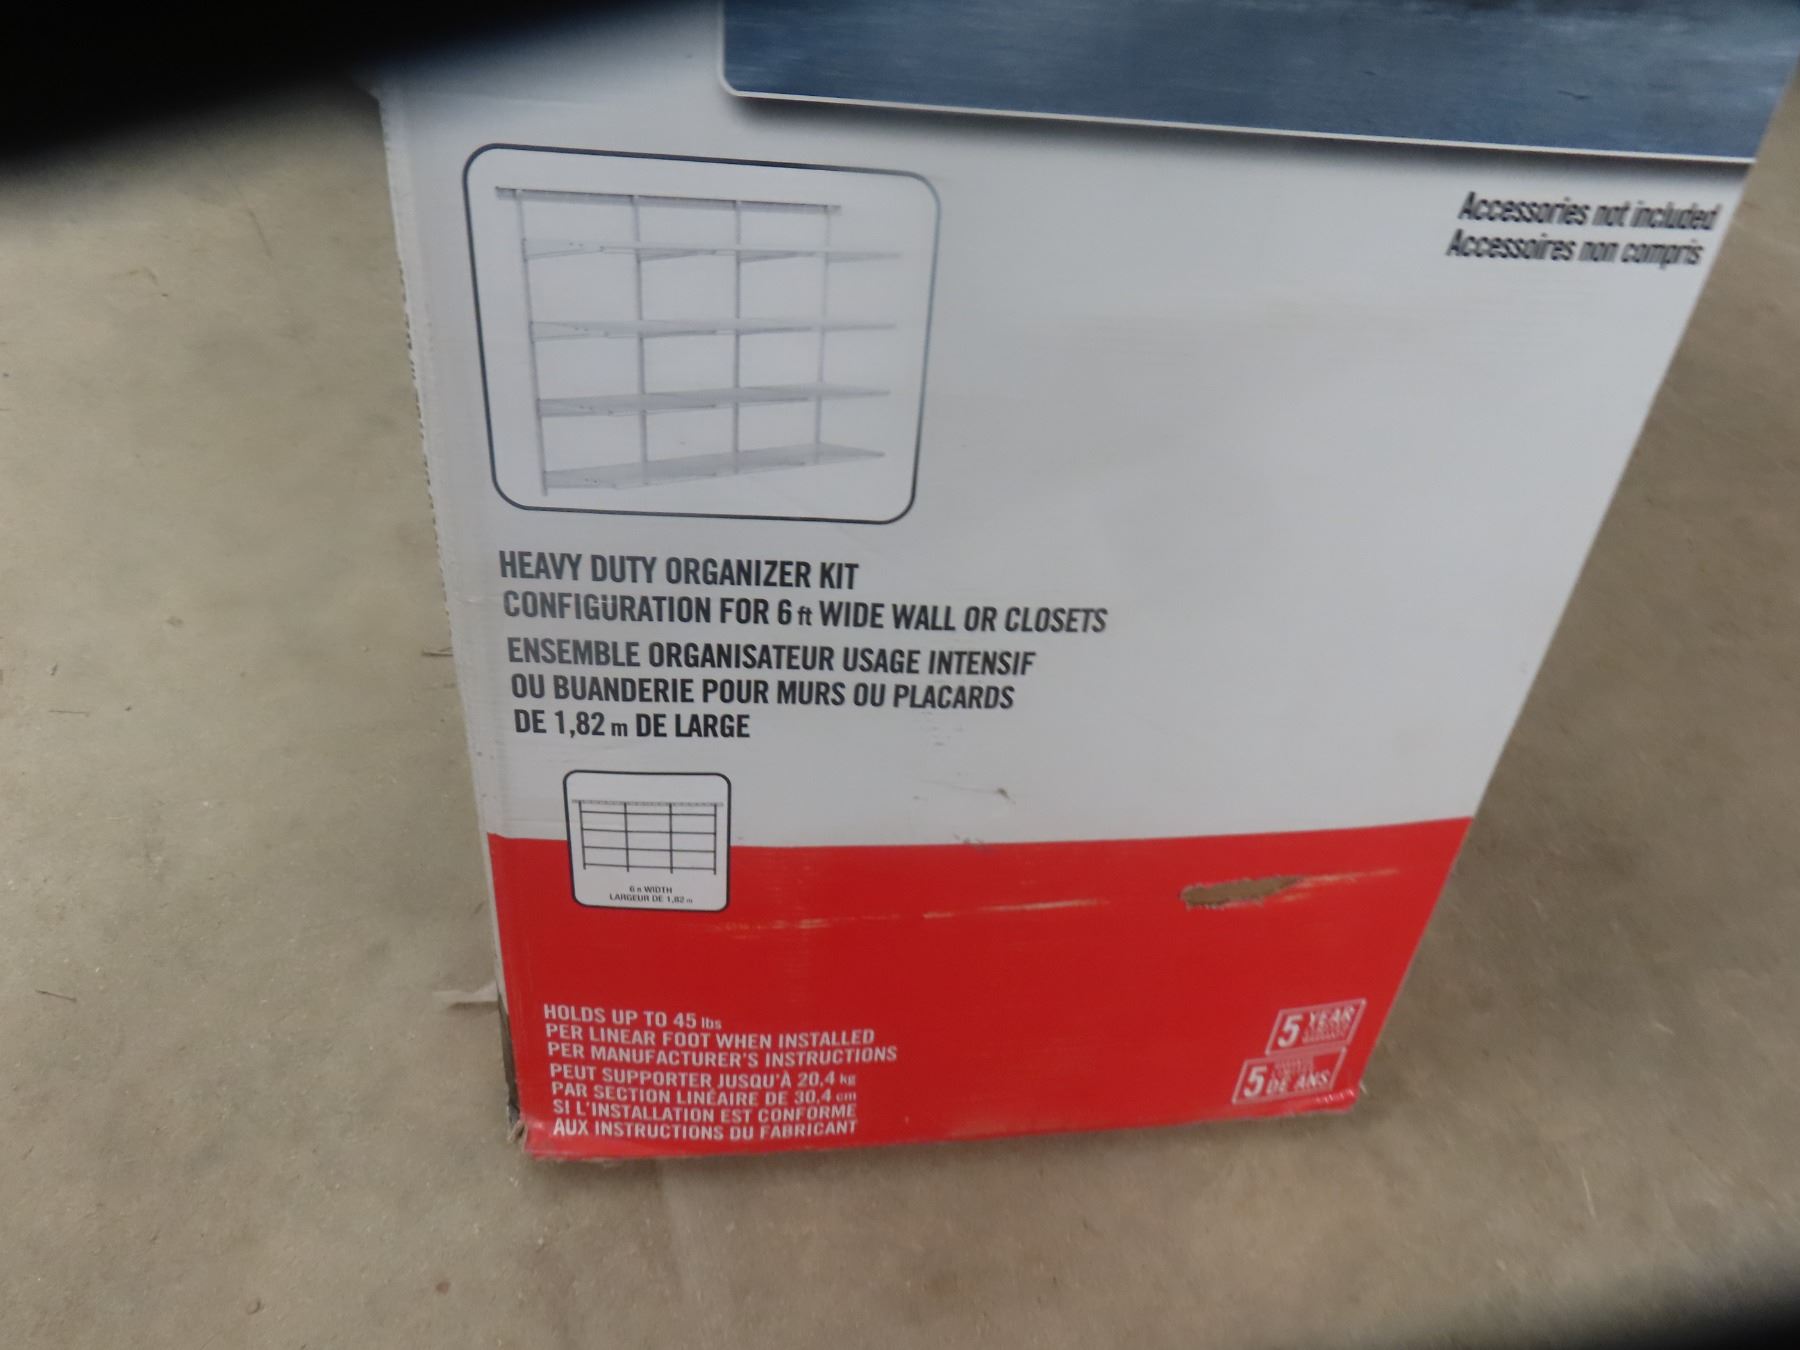 Accessories not included
Accessoires non compris
HEAVY DUTY ORGANIZER KIT
CONFIGURATION FOR 6 ft WIDE WALL OR CLOSETS
ENSEMBLE ORGANISATEUR USAGE INTENSIF
OU BUANDERIE POUR MURS OU PLACARDS
DE 1,82 m DE LARGE
6 ft WIDTH
LARGEUR DE 1,82 m
HOLDS UP TO 45 lbs
PER LINEAR FOOT WHEN INSTALLED
PER MANUFACTURER'S INSTRUCTIONS
PEUT SUPPORTER JUSQU'À 20,4 kg
PAR SECTION LINÉAIRE DE 30,4 cm
SI L'INSTALLATION EST CONFORME
AUX INSTRUCTIONS DU FABRICANT
5 YEAR
5 DE ANS